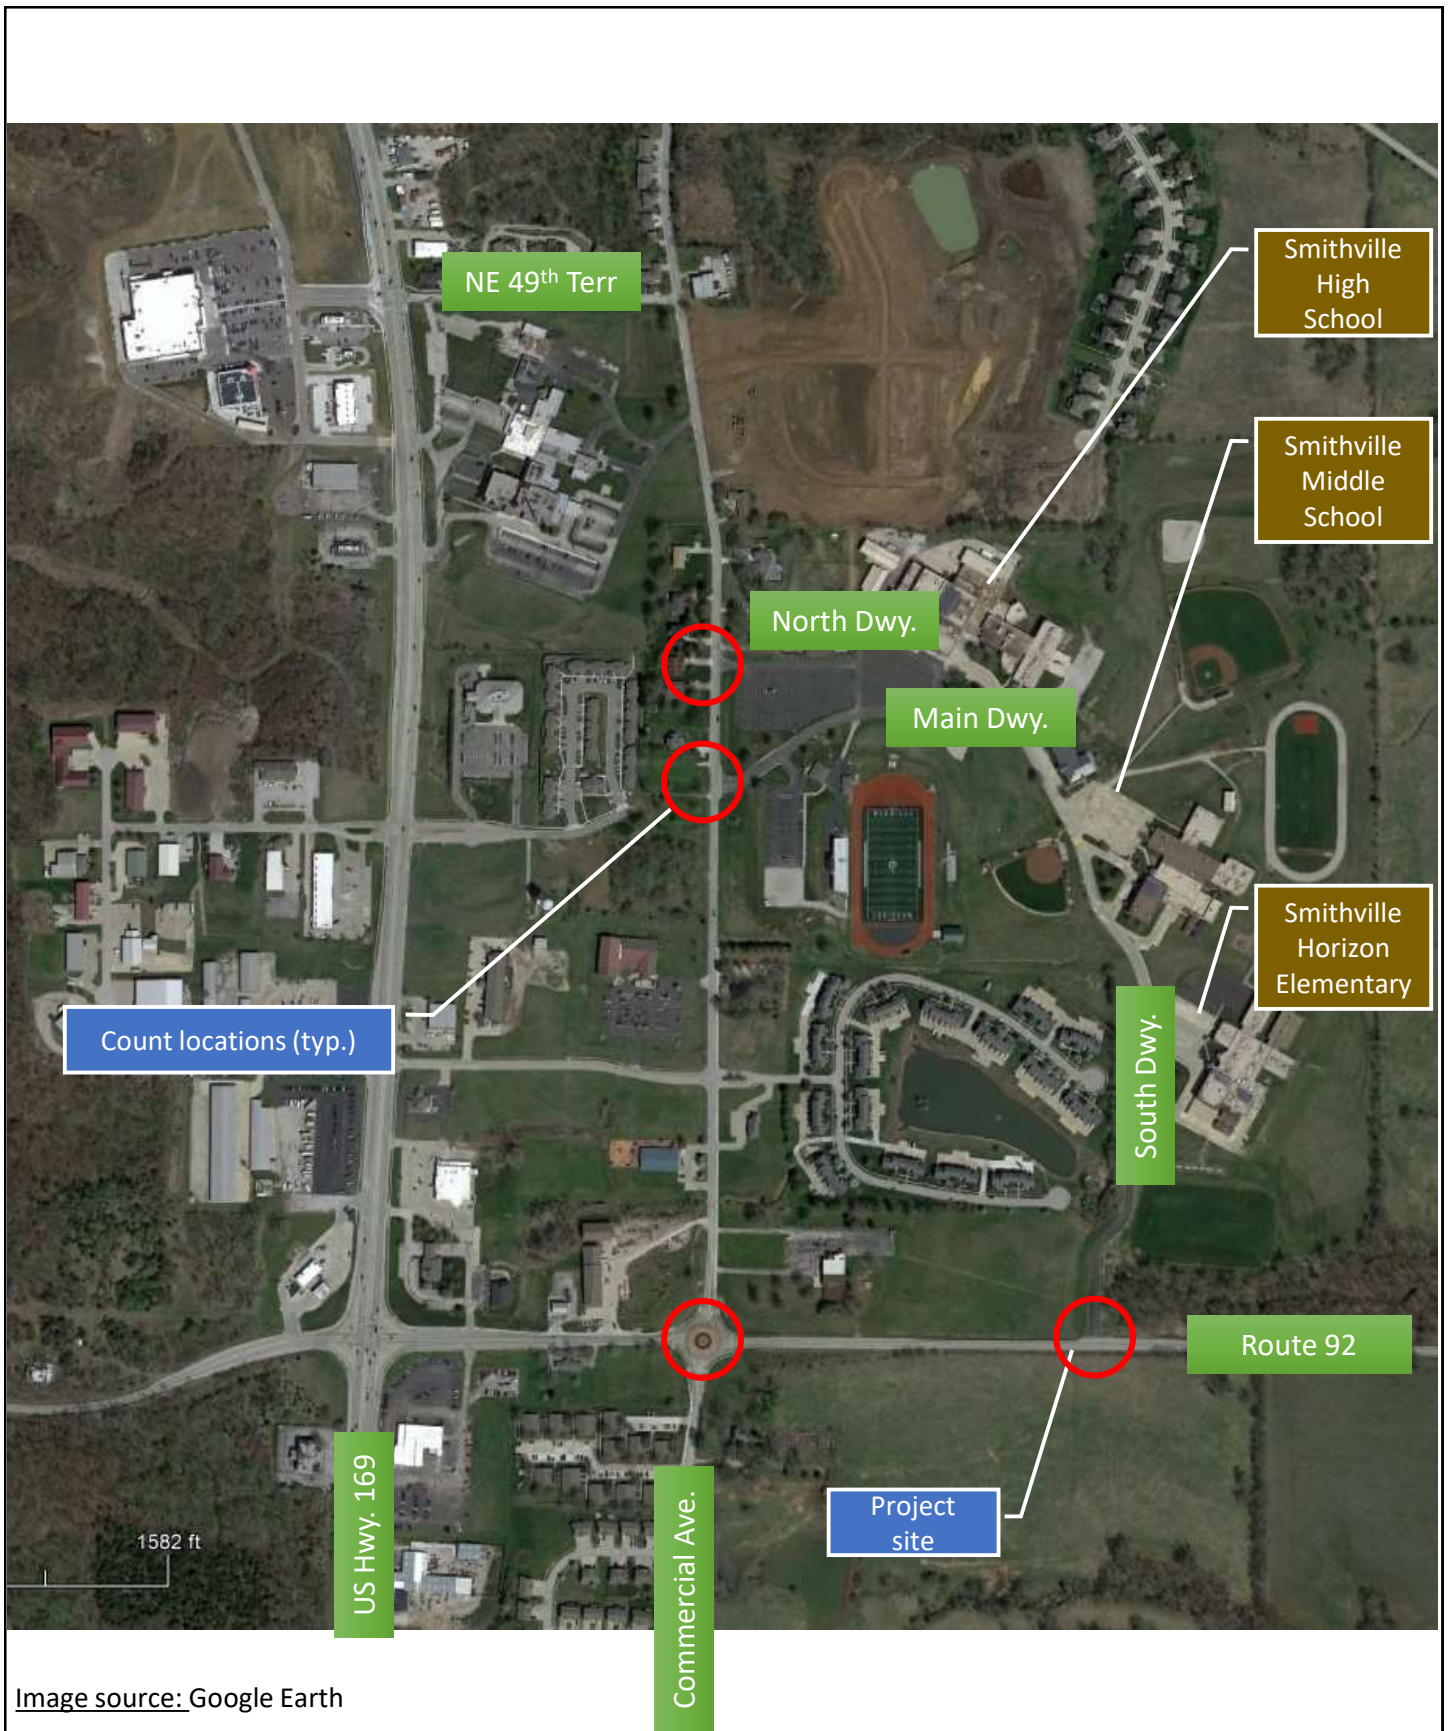 NE 49th Terr
Smithville
High
School
Smithville
Middle
School
North Dwy.
Main Dwy.
Smithville
Horizon
Elementary
Count locations (typ.)
South Dwy.
Route 92
US Hwy. 169
Commercial Ave.
Project
site
1582 ft
Image source: Google Earth